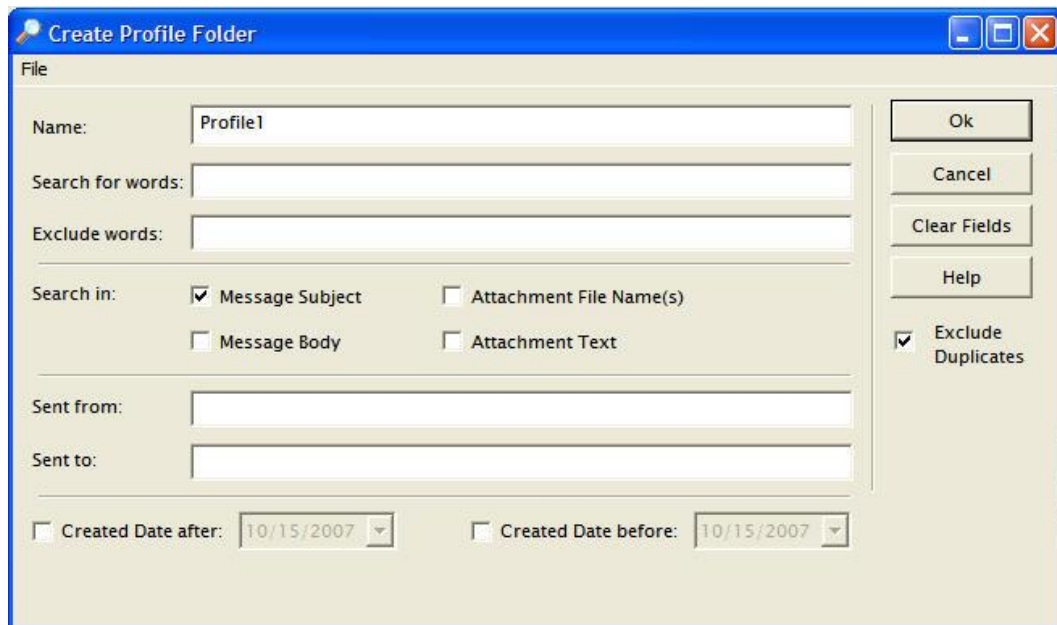 Create Profile Folder
File
Name: Profile1 Ok
Search for words: Cancel
Exclude words: Clear Fields
Search in: Message Subject Attachment File Name(s) Help
Message Body Attachment Text Exclude
Duplicates
Sent from:
Sent to:
Created Date after: 10/15/2007 Created Date before: 10/15/2007